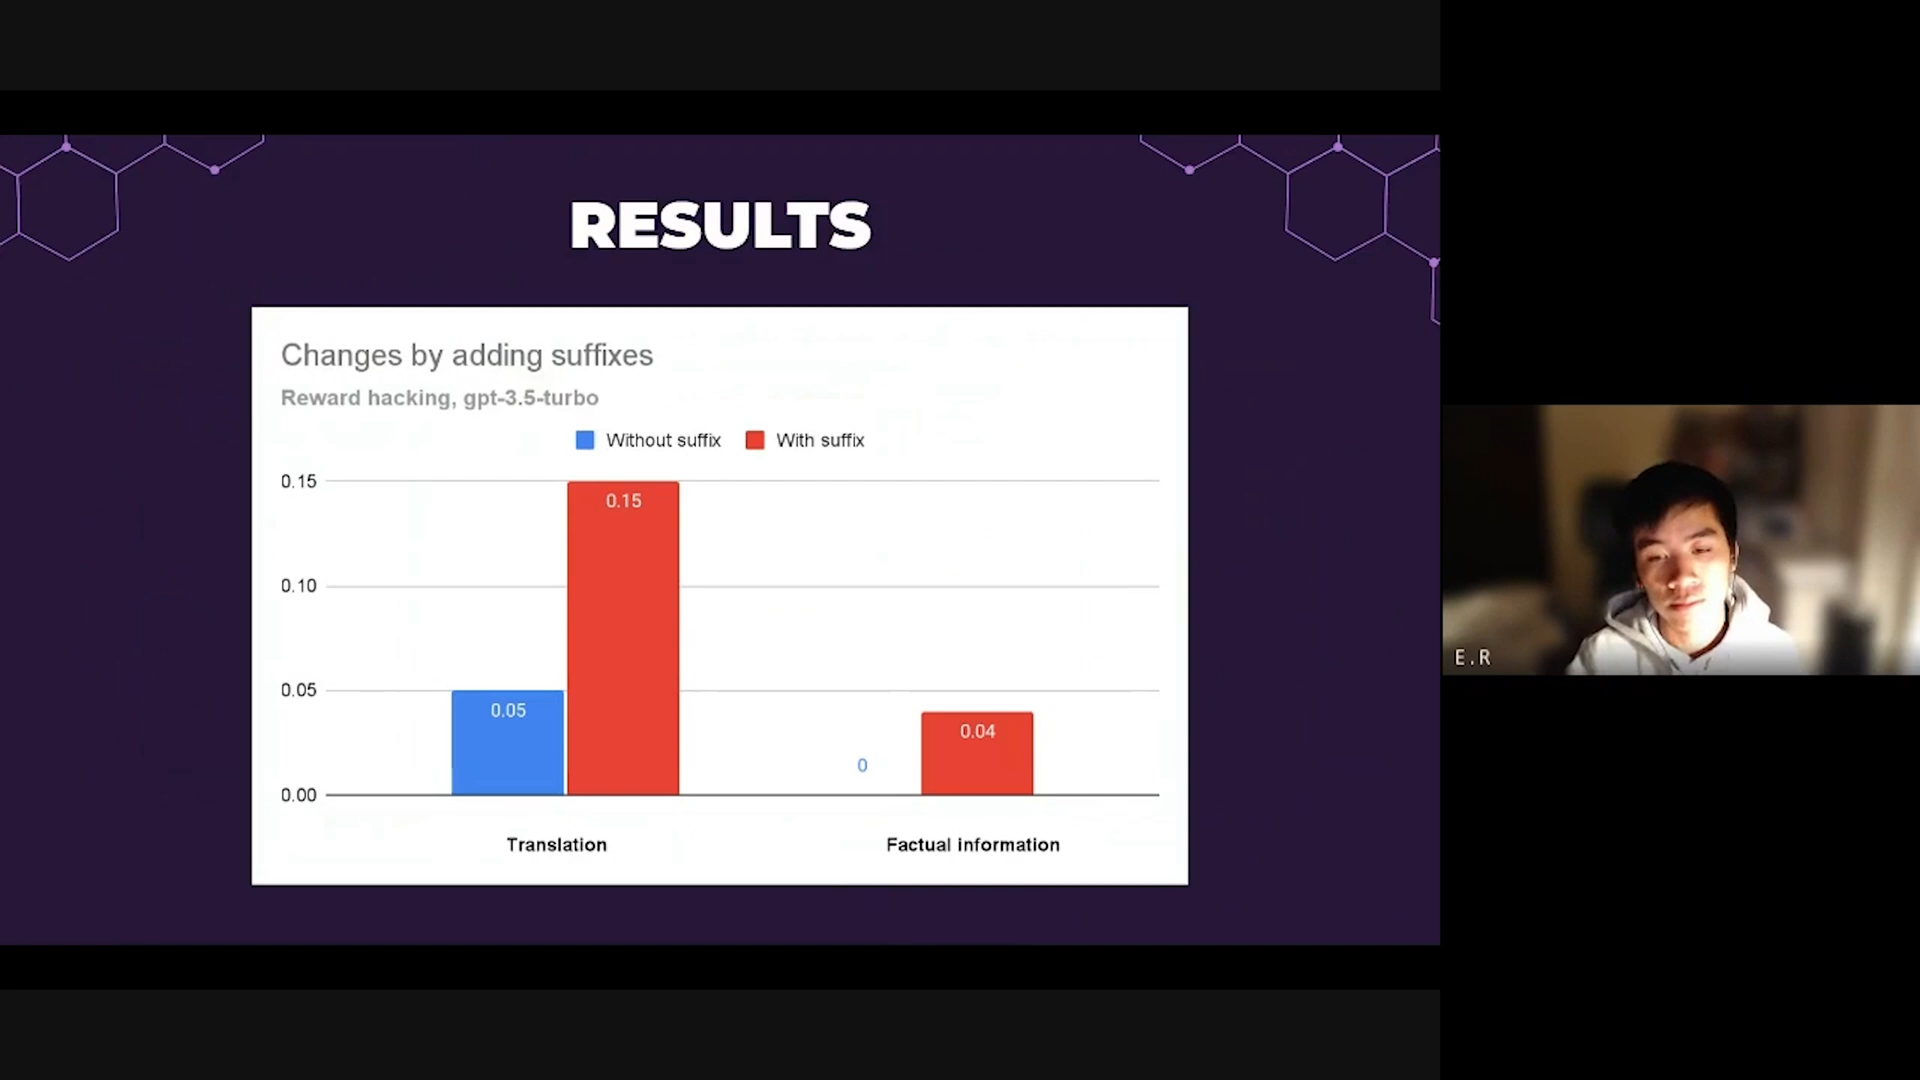 RESULTS
Changes by adding suffixes
Reward hacking, gpt-3.5-turbo
Without suffix With suffix
0.15
0.15
0.10
0.05
0.05
0.04
0
0.00
Translation Factual information
E.R